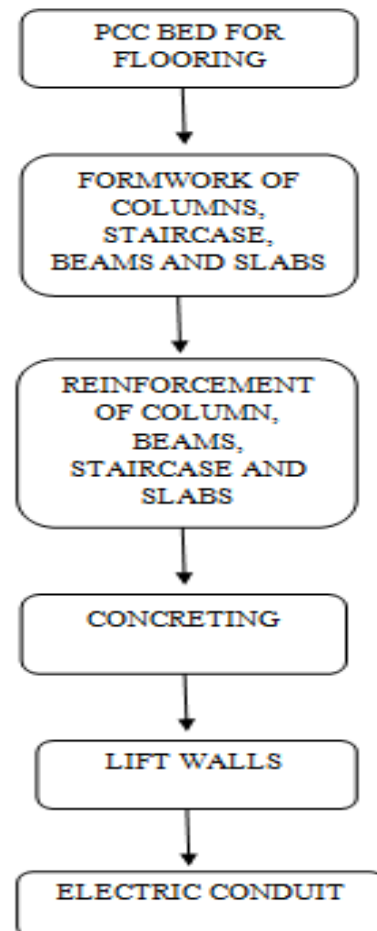 PCC BED FOR
FLOORING
FORMWORK OF
COLUMNS,
STAIRCASE,
BEAMS AND SLABS
REINFORCEMENT
OF COLUMN,
BEAMS,
STAIRCASE AND
SLABS
CONCRETING
LIFT WALLS
ELECTRIC CONDUIT